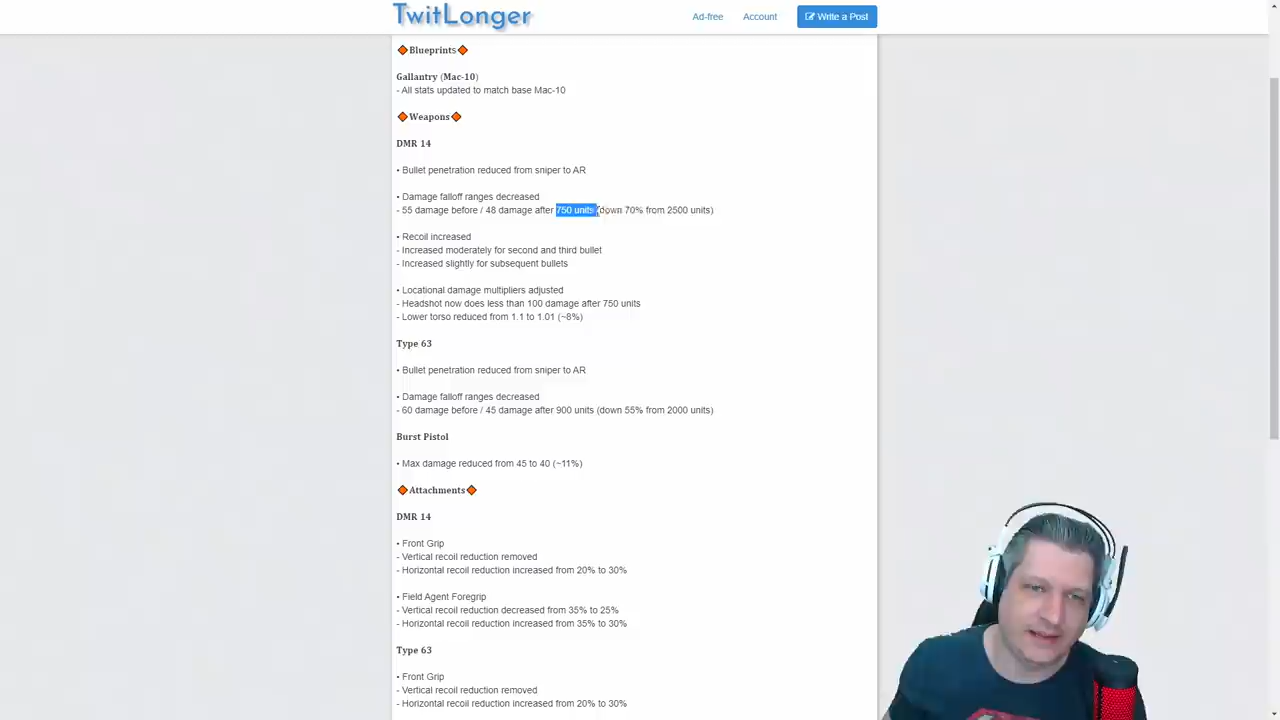 TwitLonger
Ad-free
Account
Write a Post
Blueprints
Gallantry (Mac-10)
- All stats updated to match base Mac-10
Weapons
DMR 14
• Bullet penetration reduced from sniper to AR
• Damage falloff ranges decreased
- 55 damage before / 48 damage after 750 units (down 70% from 2500 units)
• Recoil increased
- Increased moderately for second and third bullet
- Increased slightly for subsequent bullets
• Locational damage multipliers adjusted
- Headshot now does less than 100 damage after 750 units
- Lower torso reduced from 1.1 to 1.01 (~8%)
Type 63
• Bullet penetration reduced from sniper to AR
• Damage falloff ranges decreased
- 60 damage before / 45 damage after 900 units (down 55% from 2000 units)
Burst Pistol
• Max damage reduced from 45 to 40 (~11%)
Attachments
DMR 14
• Front Grip
- Vertical recoil reduction removed
- Horizontal recoil reduction increased from 20% to 30%
• Field Agent Foregrip
- Vertical recoil reduction decreased from 35% to 25%
- Horizontal recoil reduction increased from 35% to 30%
Type 63
• Front Grip
- Vertical recoil reduction removed
- Horizontal recoil reduction increased from 20% to 30%